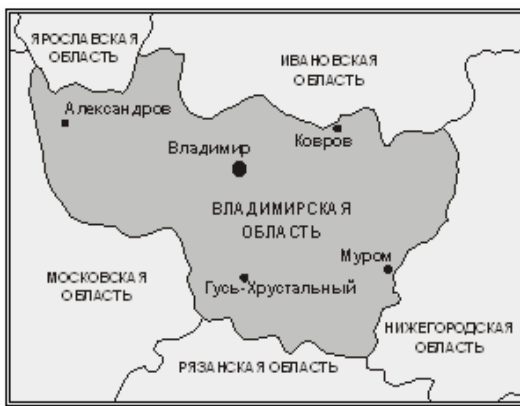 ЯРОСЛАВСКАЯ
ОБЛАСТЬ
ИВАНОВСКАЯ
ОБЛАСТЬ
Александров
Ковров
Владимир
ВЛАДИМИРСКАЯ
ОБЛАСТЬ
Муром
МОСКОВСКАЯ
ОБЛАСТЬ
Гусь-Хрустальный
НИЖЕГОРОДСКАЯ
ОБЛАСТЬ
РЯЗАНСКАЯ ОБЛАСТЬ